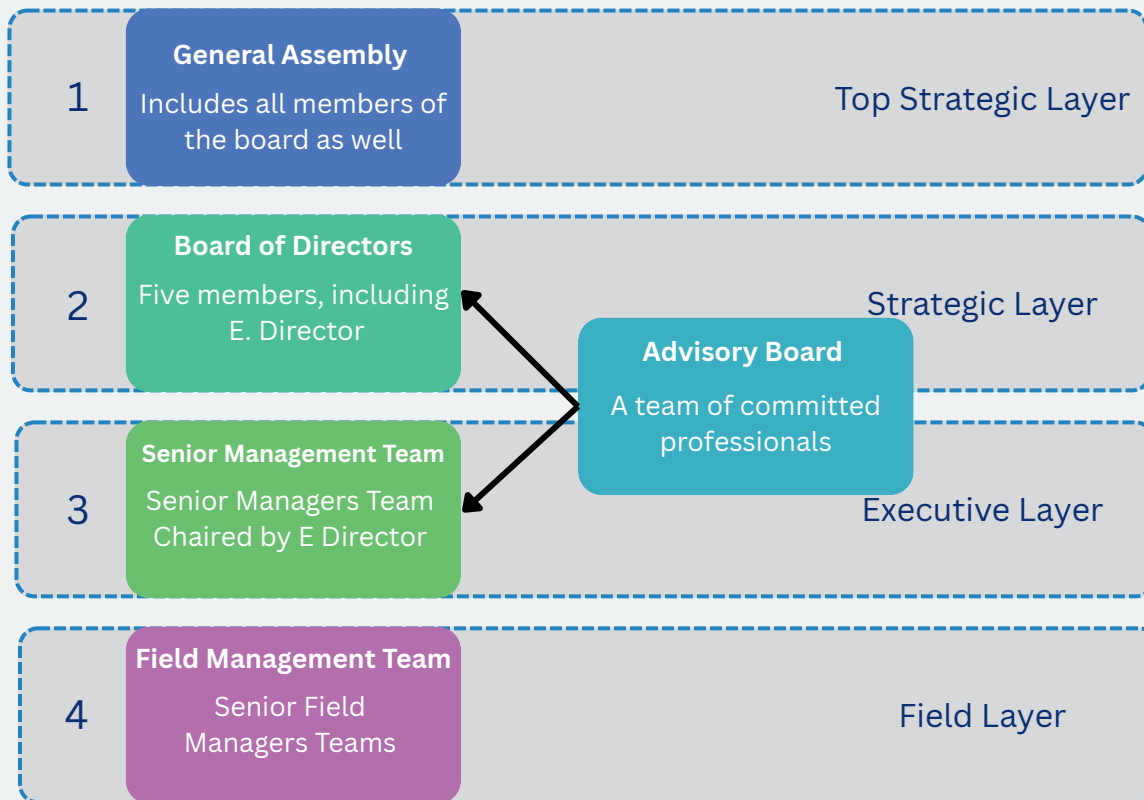 1
General Assembly
Includes all members of
the board as well
Top Strategic Layer
2
Board of Directors
Five members, including
E. Director
Strategic Layer
Advisory Board
A team of committed
professionals
3
Senior Management Team
Senior Managers Team
Chaired by E Director
Executive Layer
4
Field Management Team
Senior Field
Managers Teams
Field Layer